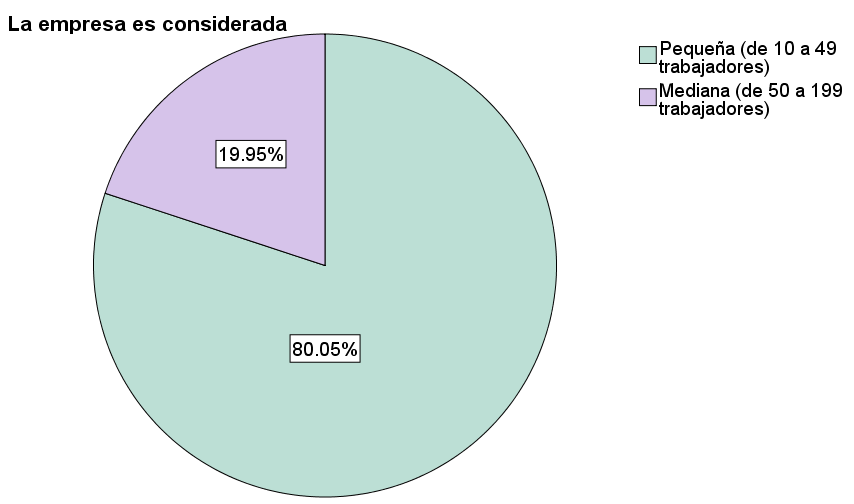 La empresa es considerada
Pequeña (de 10 a 49
trabajadores)
Mediana (de 50 a 199
trabajadores)
19.95%
80.05%